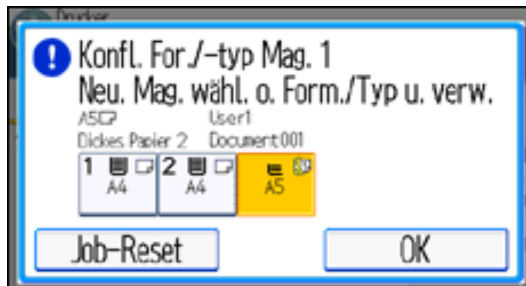 Drucker
Konfl. For./-typ Mag. 1
Neu. Mag. wähl. o. Form./Typ u. verw.
A5 User1
Dickes Papier 2 Document001
1 2
A4 A4 A5
Job-Reset OK